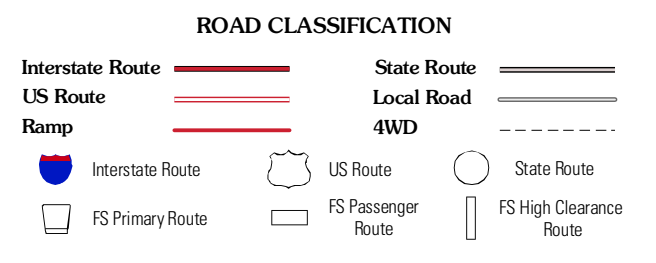 ROAD CLASSIFICATION
Interstate Route
State Route
US Route
Local Road
Ramp
4WD
Interstate Route
US Route
State Route
FS Primary Route
FS Passenger
Route
FS High Clearance
Route